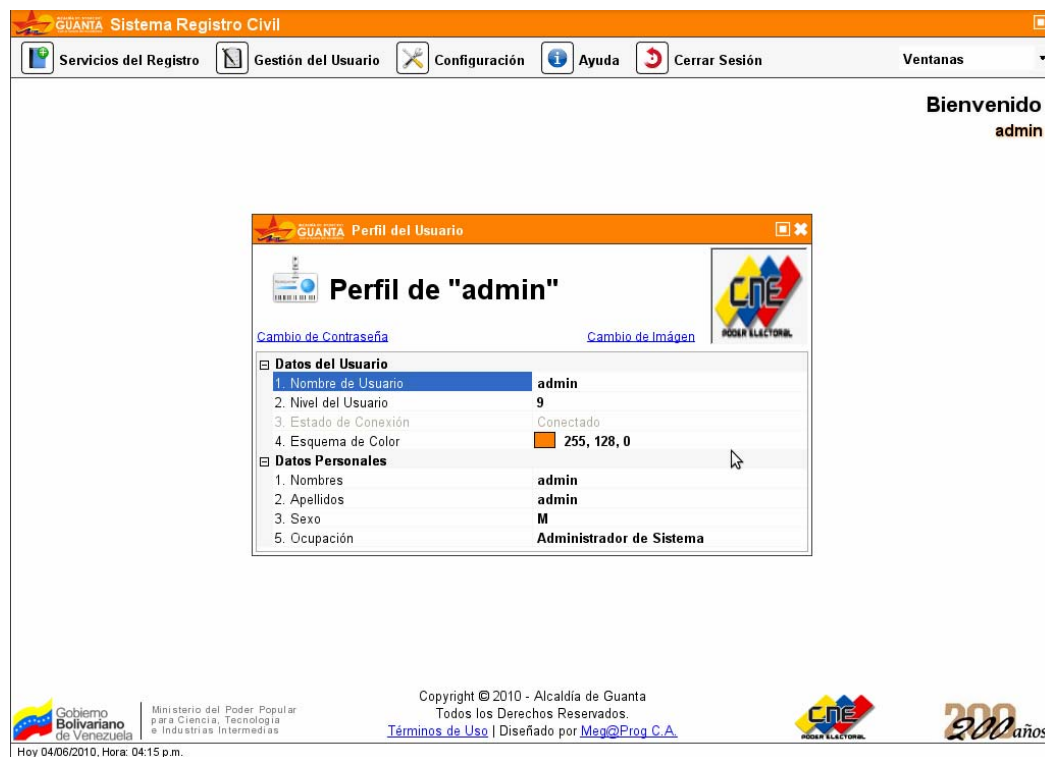 GUANTA Sistema Registro Civil
Servicios del Registro Gestión del Usuario Configuración Ayuda Cerrar Sesión Ventanas
Bienvenido
admin
GUANTA Perfil del Usuario
Perfil de "admin"
CNE
PODER ELECTORAL
Cambio de Contraseña Cambio de Imágen
Datos del Usuario
1. Nombre de Usuario admin
2. Nivel del Usuario 9
3. Estado de Conexión Conectado
4. Esquema de Color 255, 128, 0
Datos Personales
1. Nombres admin
2. Apellidos admin
3. Sexo M
5. Ocupación Administrador de Sistema
Gobierno
Bolivariano
de Venezuela
Ministerio del Poder Popular
para Ciencia, Tecnología
e Industrias Intermedias
Copyright © 2010 - Alcaldía de Guanta
Todos los Derechos Reservados.
Términos de Uso | Diseñado por Meg@Prog C.A.
CNE
PODER ELECTORAL
200 años
Hoy 04/06/2010, Hora: 04:15 p.m.